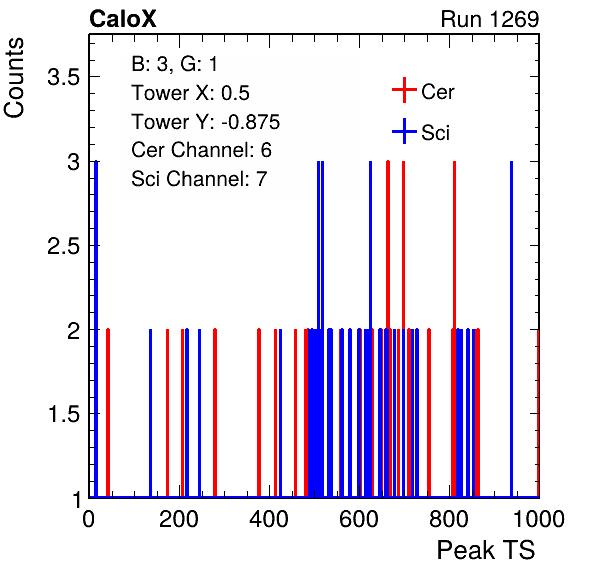 CaloX Run 1269
Counts
B: 3, G: 1
Tower X: 0.5
Tower Y: -0.875
Cer Channel: 6
Sci Channel: 7
Cer
Sci
3.5
3
2.5
2
1.5
1
0 200 400 600 800 1000
Peak TS